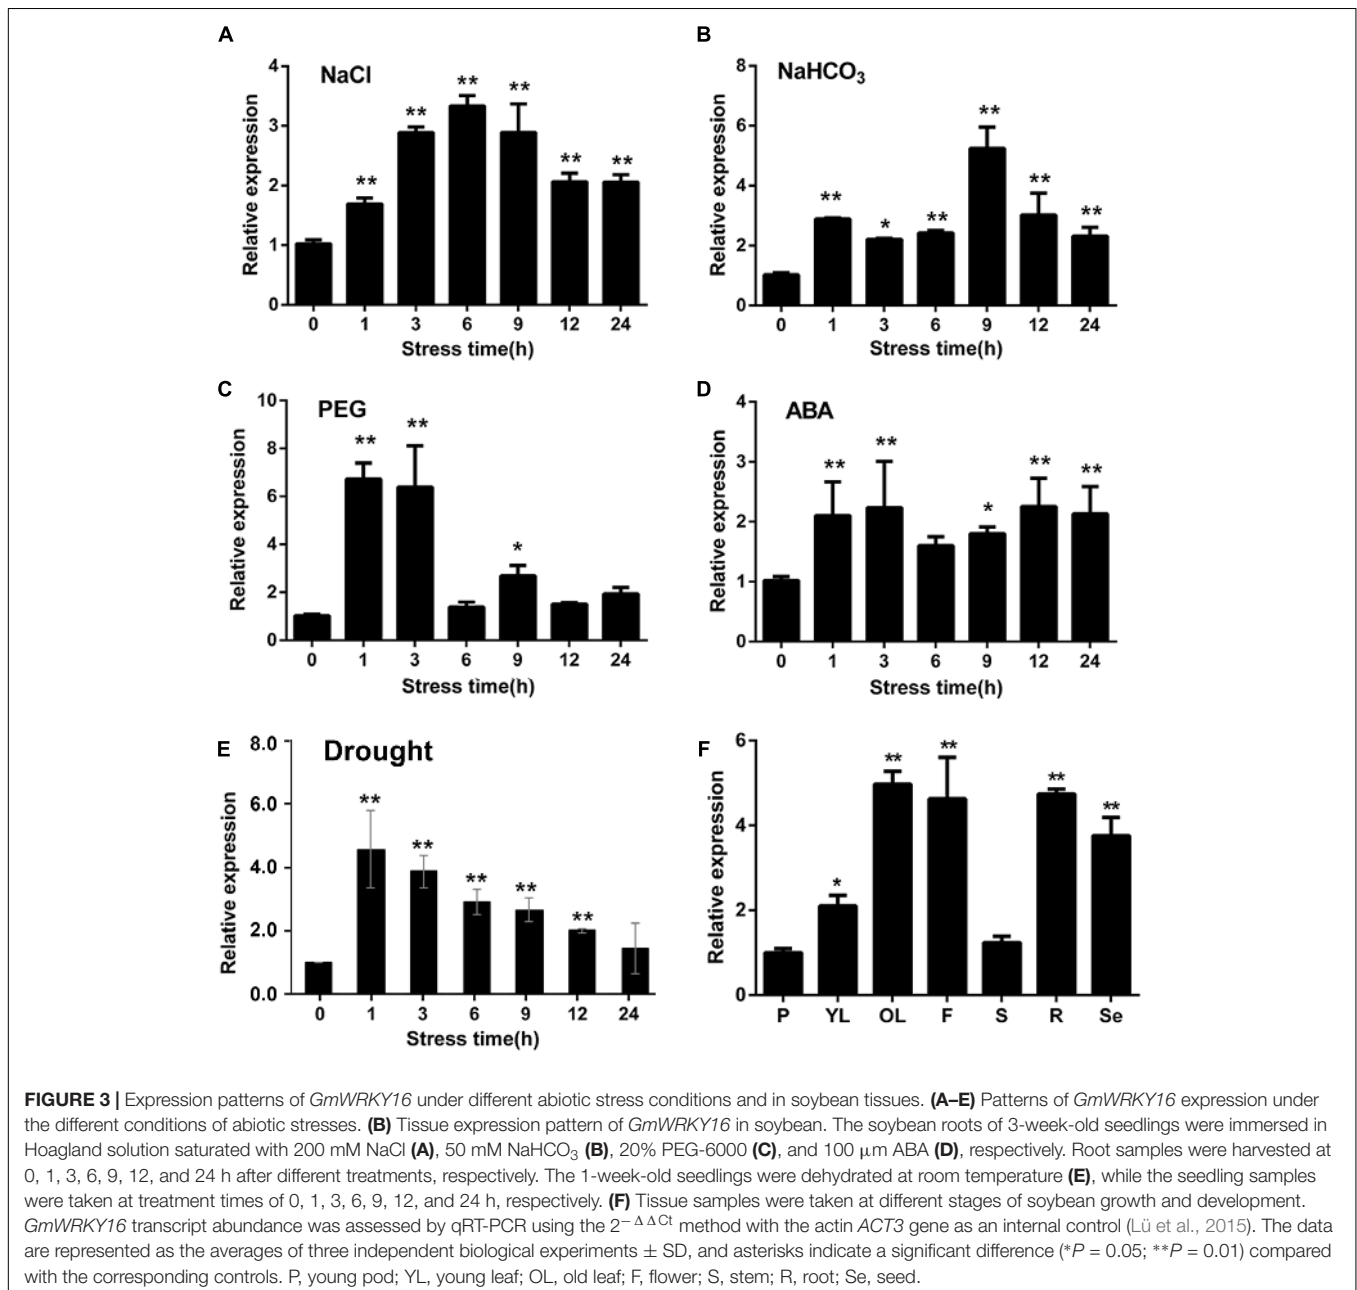 A
NaCl
Relative expression
4
3
2
1
0
**
**
**
**
**
**
0 1 3 6 9 12 24
Stress time(h)
B
NaHCO3
Relative expression
8
6
4
2
0
**
*
**
**
**
**
0 1 3 6 9 12 24
Stress time(h)
C
PEG
Relative expression
10
8
6
4
2
0
**
**
*
0 1 3 6 9 12 24
Stress time(h)
D
ABA
Relative expression
4
3
2
1
0
**
**
*
**
**
0 1 3 6 9 12 24
Stress time(h)
E
Drought
Relative expression
8.0
6.0
4.0
2.0
0.0
**
**
**
**
**
0 1 3 6 9 12 24
Stress time(h)
F
Relative expression
6
4
2
0
*
**
**
**
**
P YL OL F S R Se
FIGURE 3 | Expression patterns of GmWRKY16 under different abiotic stress conditions and in soybean tissues. (A–E) Patterns of GmWRKY16 expression under
the different conditions of abiotic stresses. (B) Tissue expression pattern of GmWRKY16 in soybean. The soybean roots of 3-week-old seedlings were immersed in
Hoagland solution saturated with 200 mM NaCl (A), 50 mM NaHCO3 (B), 20% PEG-6000 (C), and 100 μm ABA (D), respectively. Root samples were harvested at
0, 1, 3, 6, 9, 12, and 24 h after different treatments, respectively. The 1-week-old seedlings were dehydrated at room temperature (E), while the seedling samples
were taken at treatment times of 0, 1, 3, 6, 9, 12, and 24 h, respectively. (F) Tissue samples were taken at different stages of soybean growth and development.
GmWRKY16 transcript abundance was assessed by qRT-PCR using the 2−ΔΔCt method with the actin ACT3 gene as an internal control (Lü et al., 2015). The data
are represented as the averages of three independent biological experiments ± SD, and asterisks indicate a significant difference (*P = 0.05; **P = 0.01) compared
with the corresponding controls. P, young pod; YL, young leaf; OL, old leaf; F, flower; S, stem; R, root; Se, seed.